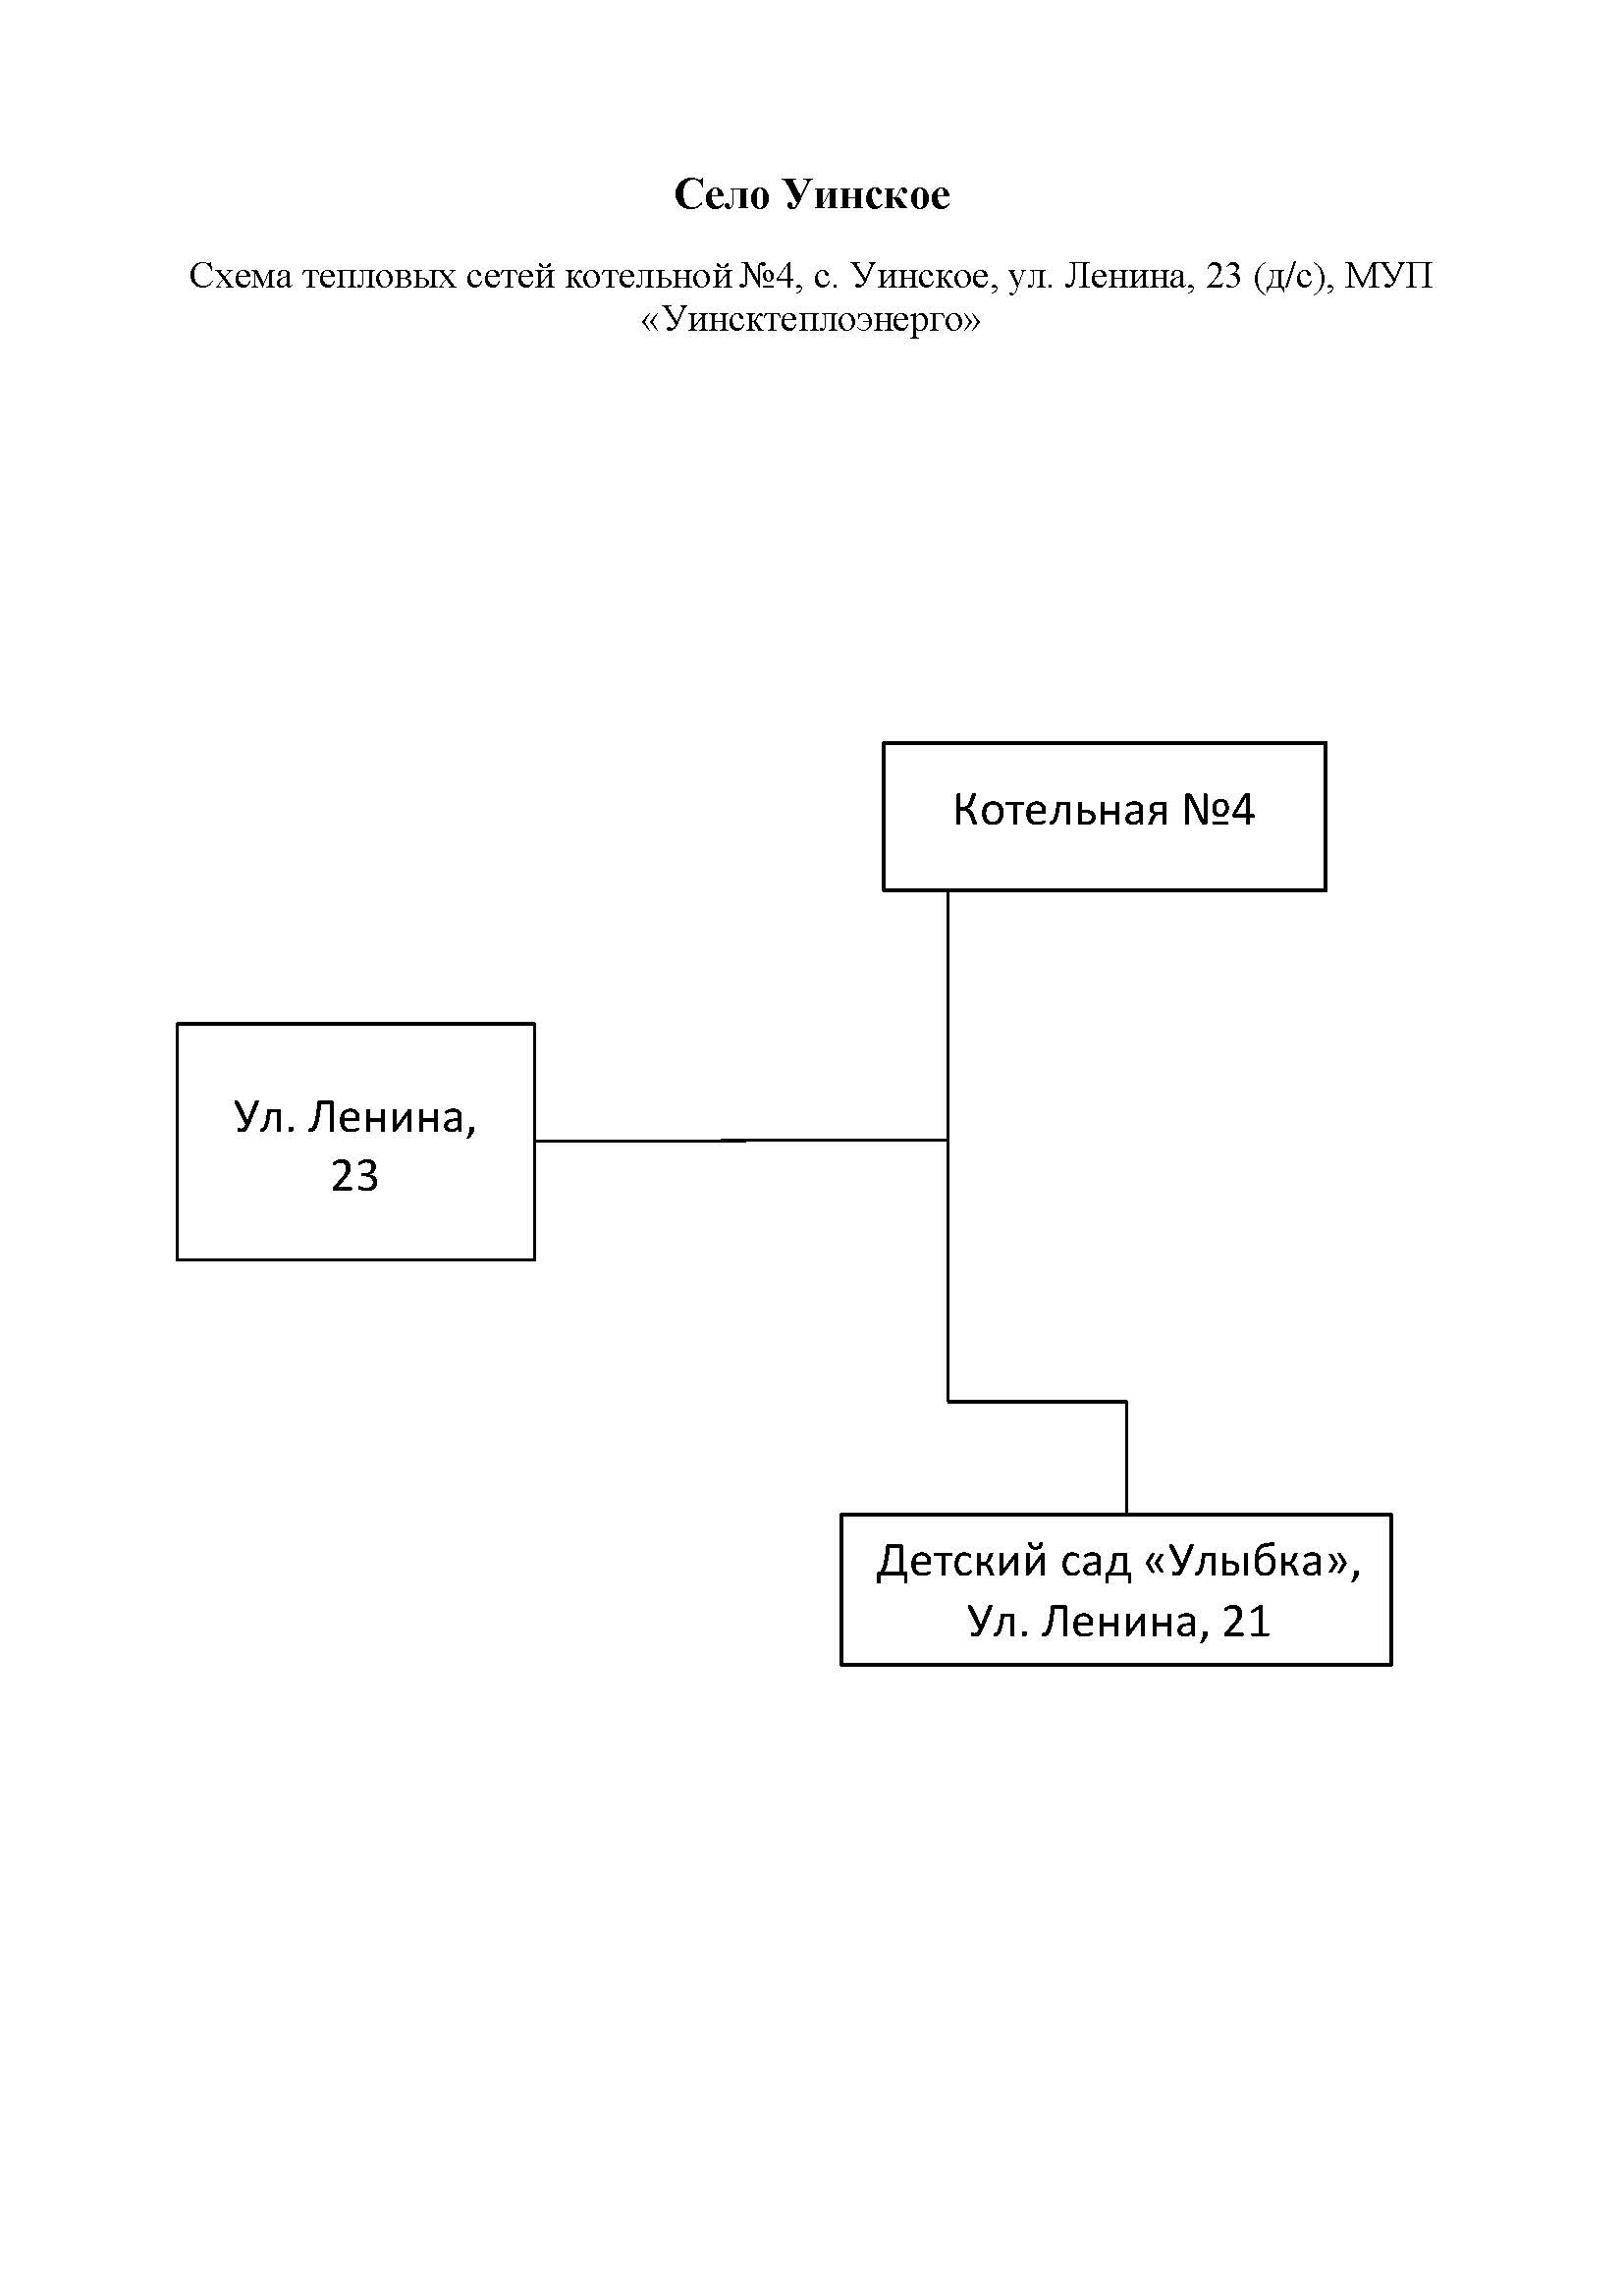 Село Уинское
Схема тепловых сетей котельной №4, с. Уинское, ул. Ленина, 23 (д/с), МУП
«Уинсктеплоэнерго»
Котельная №4
Ул. Ленина,
23
Детский сад «Улыбка»,
Ул. Ленина, 21